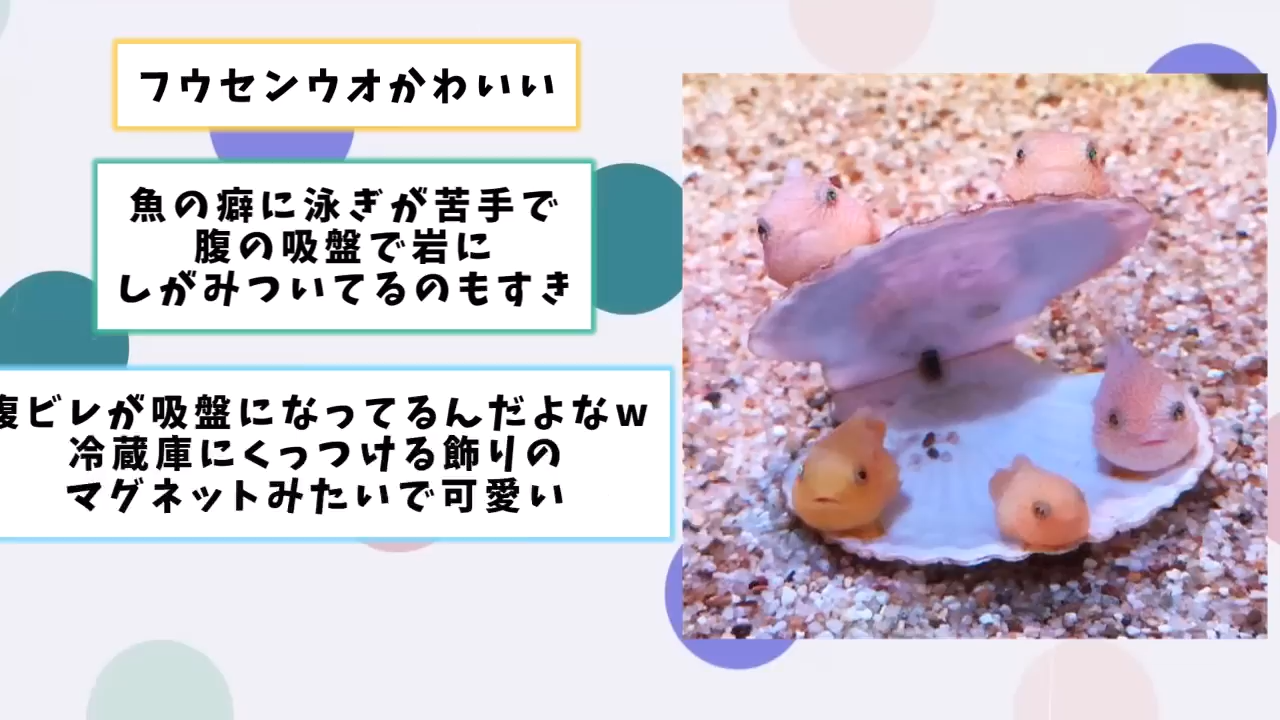 フウセンウオかわいい
魚の癖に泳ぎが苦手で
腹の吸盤で岩に
しがみついてるのもすき
腹ビレが吸盤になってるんだよなw
冷蔵庫にくっつける飾りの
マグネットみたいで可愛い